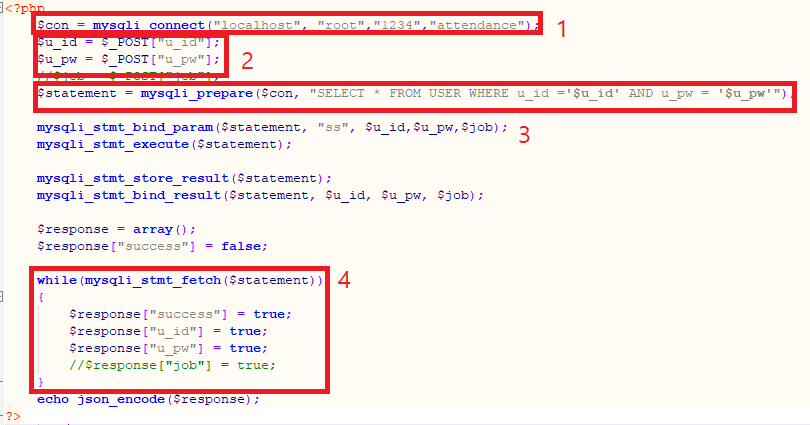 <?php
$con = mysqli_connect("localhost", "root","1234","attendance"); 1
$u_id = $_POST["u_id"];
$u_pw = $_POST["u_pw"]; 2
//$job = $_POST["job"];
$statement = mysqli_prepare($con, "SELECT * FROM USER WHERE u_id ='$u_id' AND u_pw = '$u_pw'");
mysqli_stmt_bind_param($statement, "ss", $u_id,$u_pw,$job); 3
mysqli_stmt_execute($statement);
mysqli_stmt_store_result($statement);
mysqli_stmt_bind_result($statement, $u_id, $u_pw, $job);
$response = array();
$response["success"] = false;
while(mysqli_stmt_fetch($statement)) 4
{
$response["success"] = true;
$response["u_id"] = true;
$response["u_pw"] = true;
//$response["job"] = true;
}
echo json_encode($response);
?>